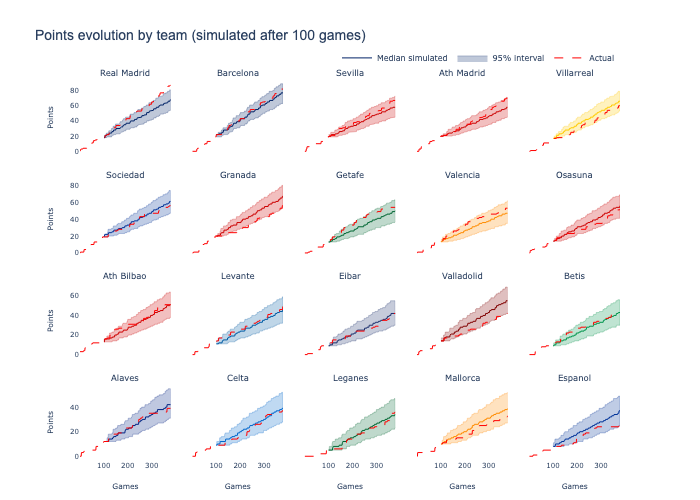 Points evolution by team (simulated after 100 games)
Median simulated 95% interval Actual
Real Madrid Barcelona Sevilla Ath Madrid Villarreal
80
60
40
20
0
Points
Sociedad Granada Getafe Valencia Osasuna
80
60
40
20
0
Points
Ath Bilbao Levante Eibar Valladolid Betis
60
40
20
0
Points
Alaves Celta Leganes Mallorca Espanol
40
20
0
Points
100 200 300 100 200 300 100 200 300 100 200 300 100 200 300
Games Games Games Games Games